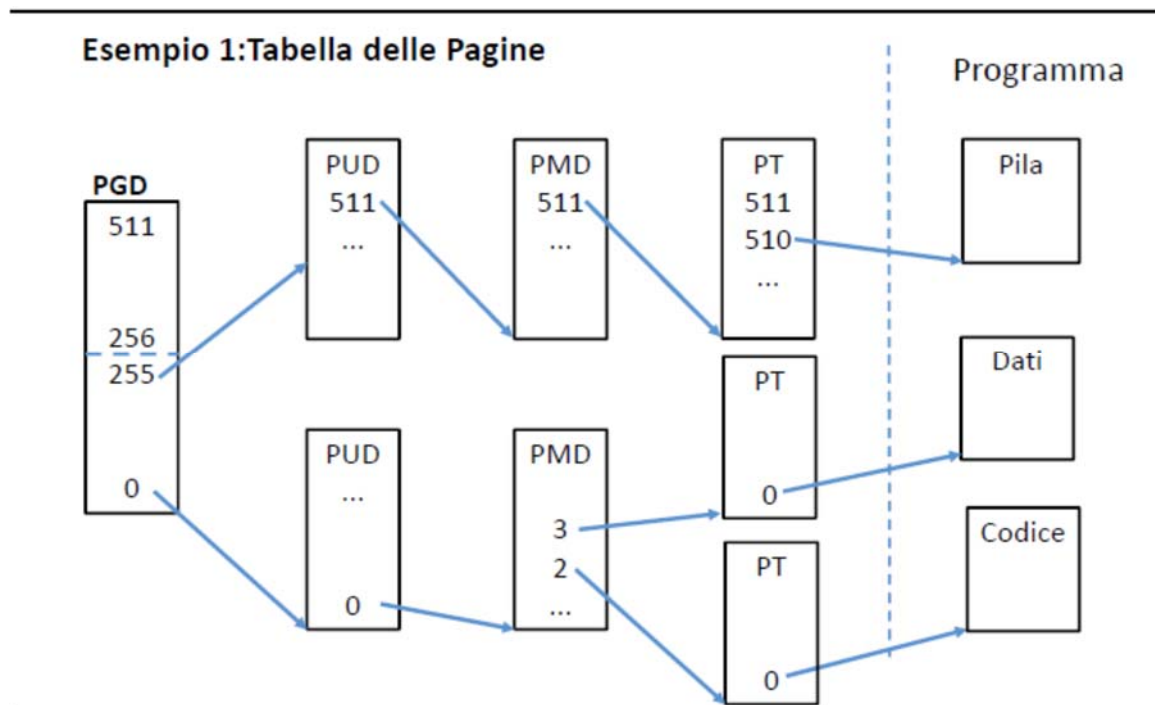 Esempio 1:Tabella delle Pagine
Programma
PGD
511
256
255
0
PUD
511
...
PMD
511
...
PT
511
510
...
Pila
PT
0
Dati
PUD
...
0
PMD
3
2
...
PT
0
Codice